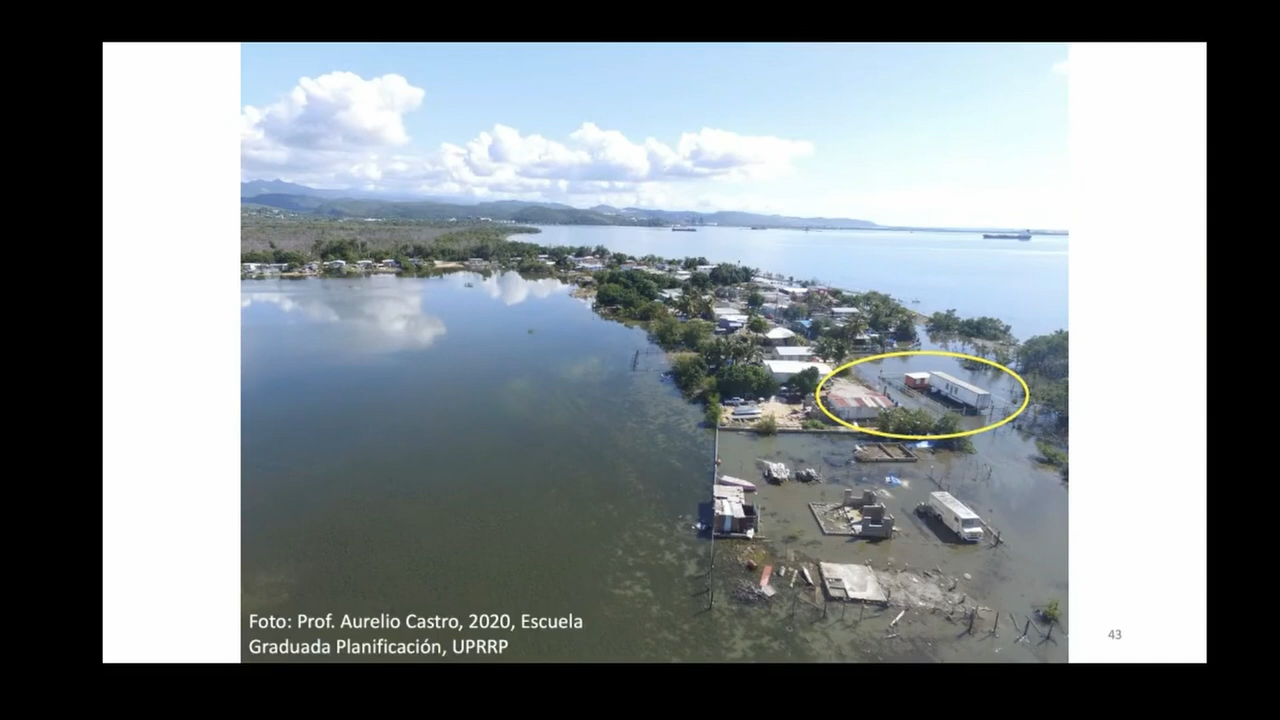 Foto: Prof. Aurelio Castro, 2020, Escuela
Graduada Planificación, UPRRP
43